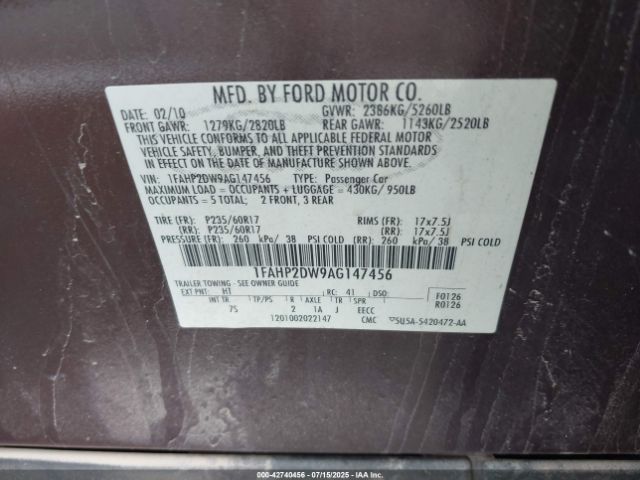 MFD. BY FORD MOTOR CO.
DATE: 02/10 GVWR: 2386KG/5260LB
FRONT GAWR: 1279KG/2820LB REAR GAWR: 1143KG/2520LB
THIS VEHICLE CONFORMS TO ALL APPLICABLE FEDERAL MOTOR
VEHICLE SAFETY, BUMPER, AND THEFT PREVENTION STANDARDS
IN EFFECT ON THE DATE OF MANUFACTURE SHOWN ABOVE.
VIN: 1FAHP2DW9AG147456 TYPE: Passenger Car
MAXIMUM LOAD = OCCUPANTS + LUGGAGE = 430KG/ 950LB
OCCUPANTS = 5 TOTAL; 2 FRONT, 3 REAR
TIRE (FR): P235/60R17 RIMS (FR): 17x7.5J
(RR): P235/60R17 (RR): 17x7.5J
PRESSURE (FR): 260 kPa/ 38 PSI COLD (RR): 260 kPa/ 38 PSI COLD
1FAHP2DW9AG147456
TRAILER TOWING - SEE OWNER GUIDE
EXT PNT: HT RC: 41 DSO: F0126
R0126
INT TR TP/PS R AXLE TR SPR
75 2 1A J EECC
1201002022147 CMC 5U5A-5420472-AA
000-42740456 - 07/15/2025 - IAAI.COM